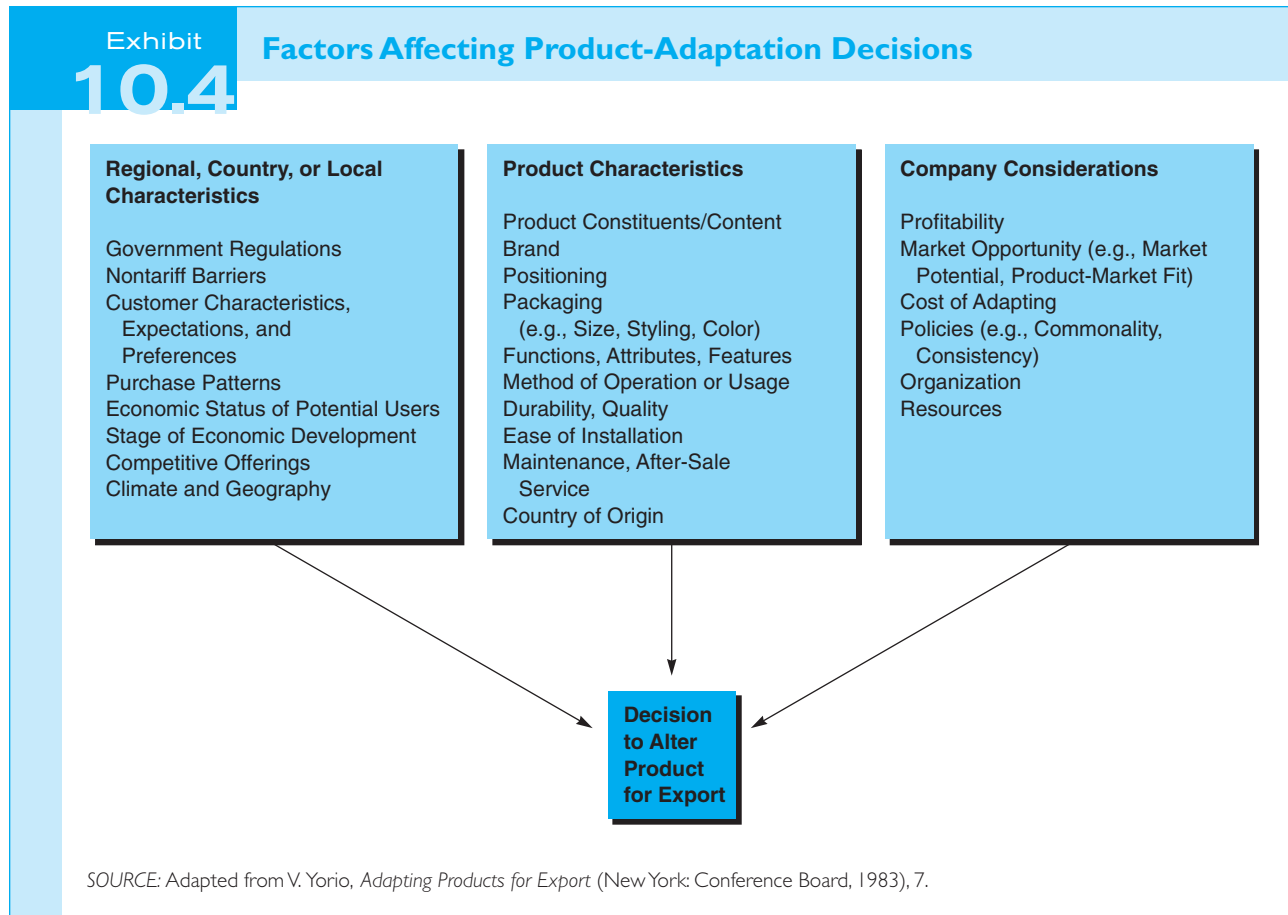 Exhibit
10.4
Factors Affecting Product-Adaptation Decisions
Regional, Country, or Local
Characteristics
Government Regulations
Nontariff Barriers
Customer Characteristics,
Expectations, and
Preferences
Purchase Patterns
Economic Status of Potential Users
Stage of Economic Development
Competitive Offerings
Climate and Geography
Product Characteristics
Product Constituents/Content
Brand
Positioning
Packaging
(e.g., Size, Styling, Color)
Functions, Attributes, Features
Method of Operation or Usage
Durability, Quality
Ease of Installation
Maintenance, After-Sale
Service
Country of Origin
Company Considerations
Profitability
Market Opportunity (e.g., Market
Potential, Product-Market Fit)
Cost of Adapting
Policies (e.g., Commonality,
Consistency)
Organization
Resources
Decision
to Alter
Product
for Export
SOURCE: Adapted from V. Yorio, Adapting Products for Export (New York: Conference Board, 1983), 7.